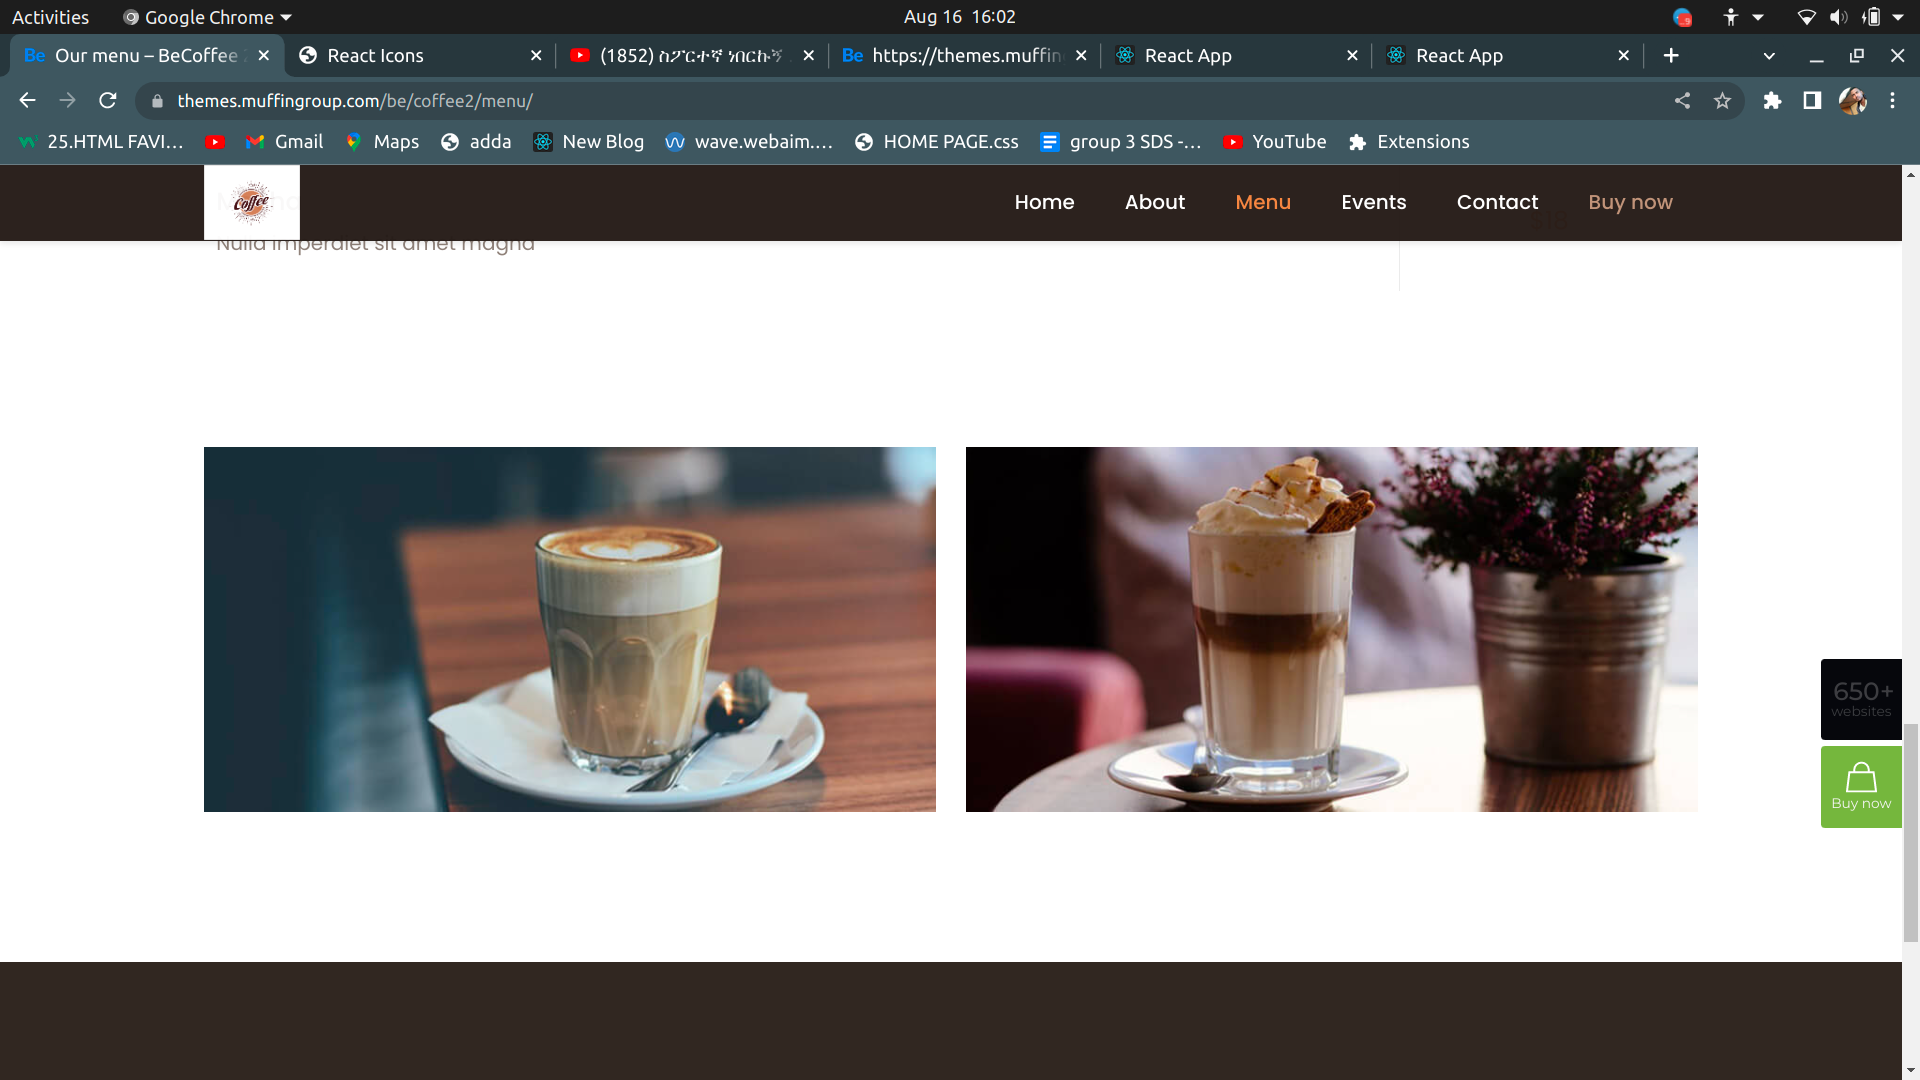 Activities Google Chrome Aug 16 16:02
Our menu – BeCoffee React Icons (1852) ስፖርተኛ ነበርኩኝ Be https://themes.muffin React App React App
themes.muffingroup.com/be/coffee2/menu/
25.HTML FAVI... Gmail Maps adda New Blog wave.webaim.... HOME PAGE.css group 3 SDS -... YouTube Extensions
Coffee Home About Menu Events Contact Buy now
Nulla imperdiet sit amet magna
650+
websites
Buy now